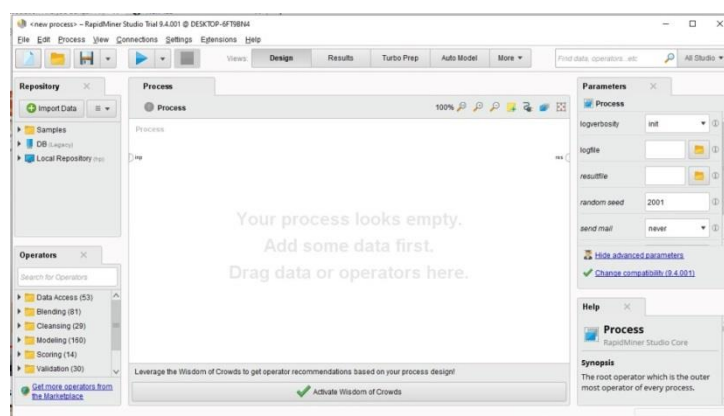 <new process> – RapidMiner Studio Trial 9.4.001 @ DESKTOP-6FT98N4
File Edit Process View Connections Settings Extensions Help
Views: Design Results Turbo Prep Auto Model More
Find data, operators...etc
All Studio
Repository
Import Data
Samples
DB (Legacy)
Local Repository
Operators
Search for Operators
Data Access (53)
Blending (81)
Cleansing (29)
Modeling (150)
Scoring (14)
Validation (30)
Get more operators from
the Marketplace
Process
Process
100%
Process
inp
res
Your process looks empty.
Add some data first.
Drag data or operators here.
Leverage the Wisdom of Crowds to get operator recommendations based on your process design!
Activate Wisdom of Crowds
Parameters
Process
logverbosity init
logfile
resultfile
random seed 2001
send mail never
Hide advanced parameters
Change compatibility (9.4.001)
Help
Process
RapidMiner Studio Core
Synopsis
The root operator which is the outer
most operator of every process.